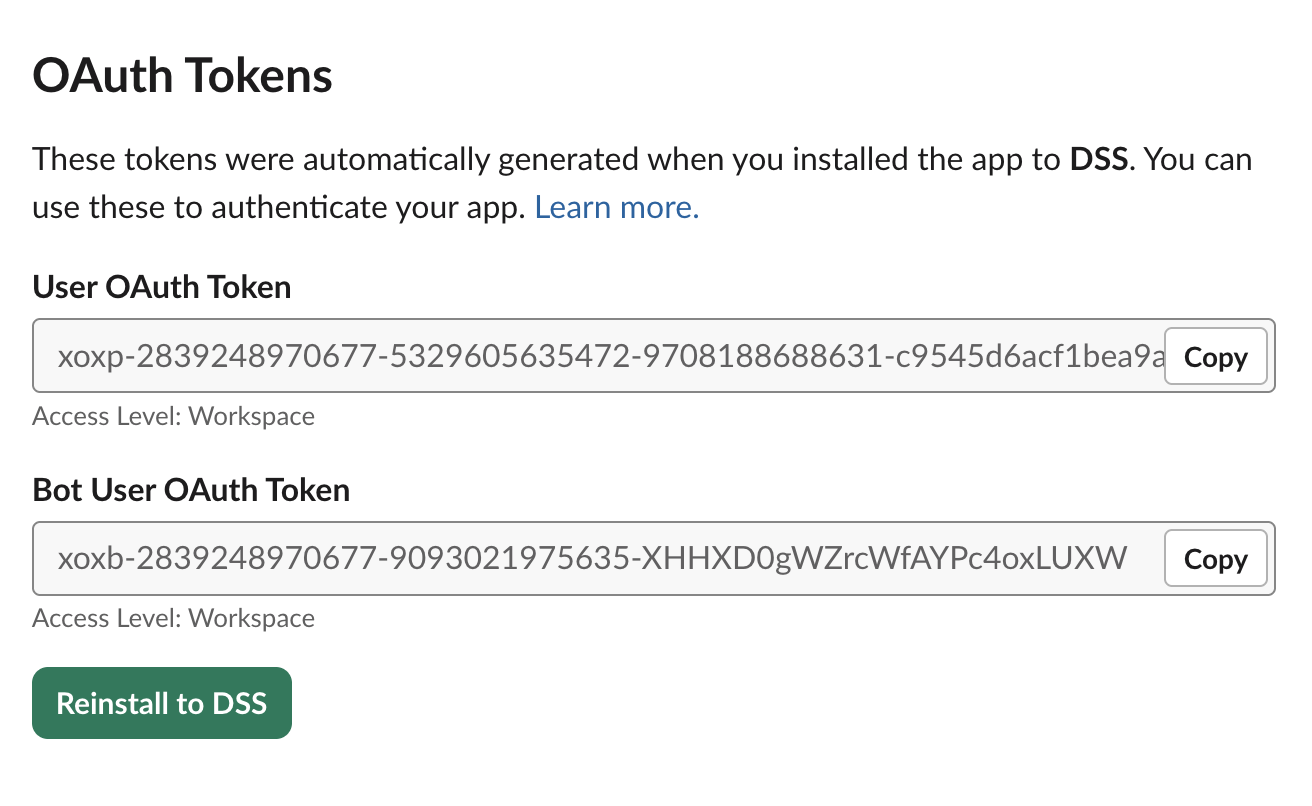 OAuth Tokens
These tokens were automatically generated when you installed the app to DSS. You can
use these to authenticate your app. Learn more.
User OAuth Token
xoxp-2839248970677-5329605635472-9708188688631-c9545d6acf1bea9a
Copy
Access Level: Workspace
Bot User OAuth Token
xoxb-2839248970677-9093021975635-XHHXD0gWZrcWfAYPc4oxLUXW
Copy
Access Level: Workspace
Reinstall to DSS